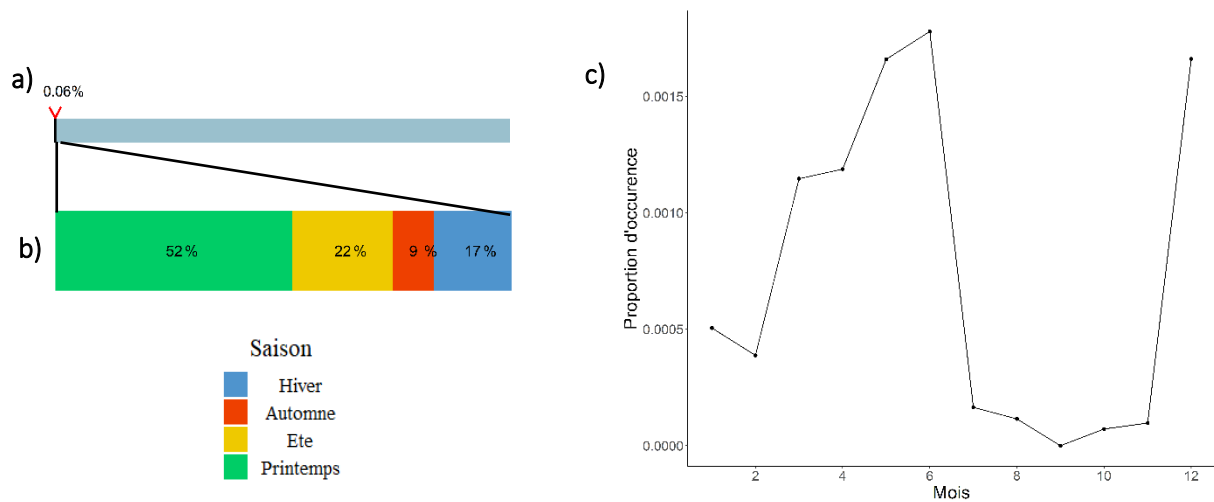 a)
0.06%
b)
52 %
22 %
9 %
17 %
Saison
Hiver
Automne
Ete
Printemps
c)
Proportion d'occurence
0.0015
0.0010
0.0005
0.0000
2 4 6 8 10 12
Mois